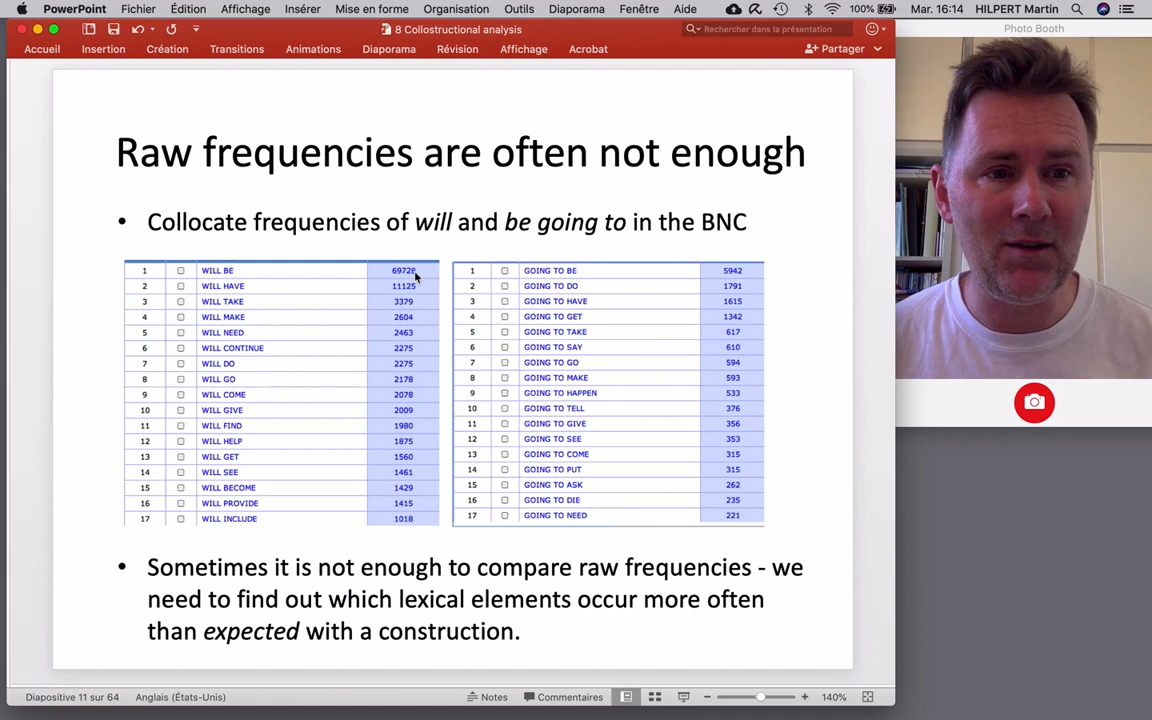 PowerPoint Fichier Édition Affichage Insérer Mise en forme Organisation Outils Diaporama Fenêtre Aide 100% Mar. 16:14 HILPERT Martin
8 Collostructional analysis
Rechercher dans la présentation
Photo Booth
Accueil Insertion Création Transitions Animations Diaporama Révision Affichage Acrobat
Partager
Raw frequencies are often not enough
• Collocate frequencies of will and be going to in the BNC
1 WILL BE
2 WILL HAVE 11125
3 WILL TAKE 3379
4 WILL MAKE 2604
5 WILL NEED 2463
6 WILL CONTINUE 2275
7 WILL DO 2275
8 WILL GO 2178
9 WILL COME 2078
10 WILL GIVE 2009
11 WILL FIND 1980
12 WILL HELP 1875
13 WILL GET 1560
14 WILL SEE 1461
15 WILL BECOME 1429
16 WILL PROVIDE 1415
17 WILL INCLUDE 1018
1 GOING TO BE 5942
2 GOING TO DO 1791
3 GOING TO HAVE 1615
4 GOING TO GET 1342
5 GOING TO TAKE 617
6 GOING TO SAY 610
7 GOING TO GO 594
8 GOING TO MAKE 593
9 GOING TO HAPPEN 533
10 GOING TO TELL 376
11 GOING TO GIVE 356
12 GOING TO SEE 353
13 GOING TO COME 315
14 GOING TO PUT 315
15 GOING TO ASK 262
16 GOING TO DIE 235
17 GOING TO NEED 221
• Sometimes it is not enough to compare raw frequencies - we
need to find out which lexical elements occur more often
than expected with a construction.
Diapositive 11 sur 64 Anglais (États-Unis) Notes Commentaires 140%